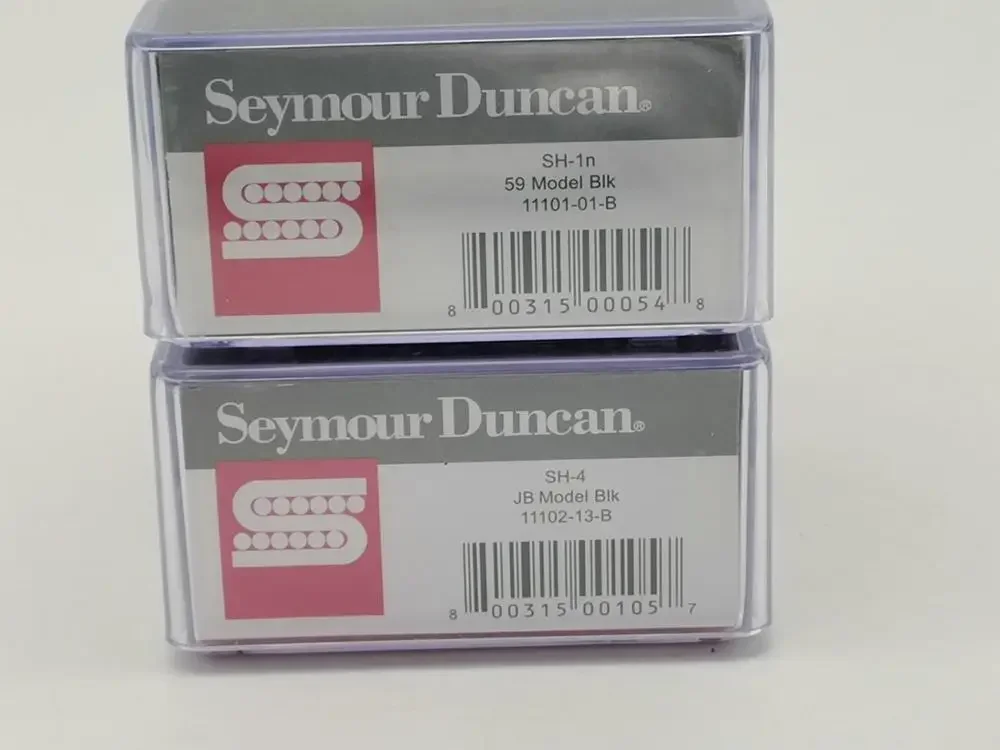 Seymour Duncan®
SH-1n
59 Model Blk
11101-01-B
8 00315 00054 8
Seymour Duncan®
SH-4
JB Model Blk
11102-13-B
8 00315 00105 7